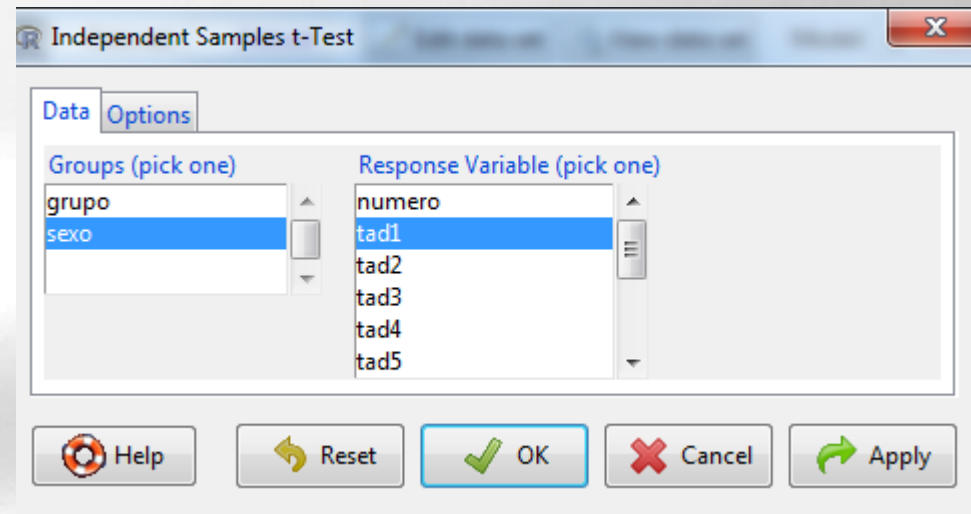 Independent Samples t-Test
Data Options
Groups (pick one)
grupo
sexo
Response Variable (pick one)
numero
tad1
tad2
tad3
tad4
tad5
Help Reset OK Cancel Apply